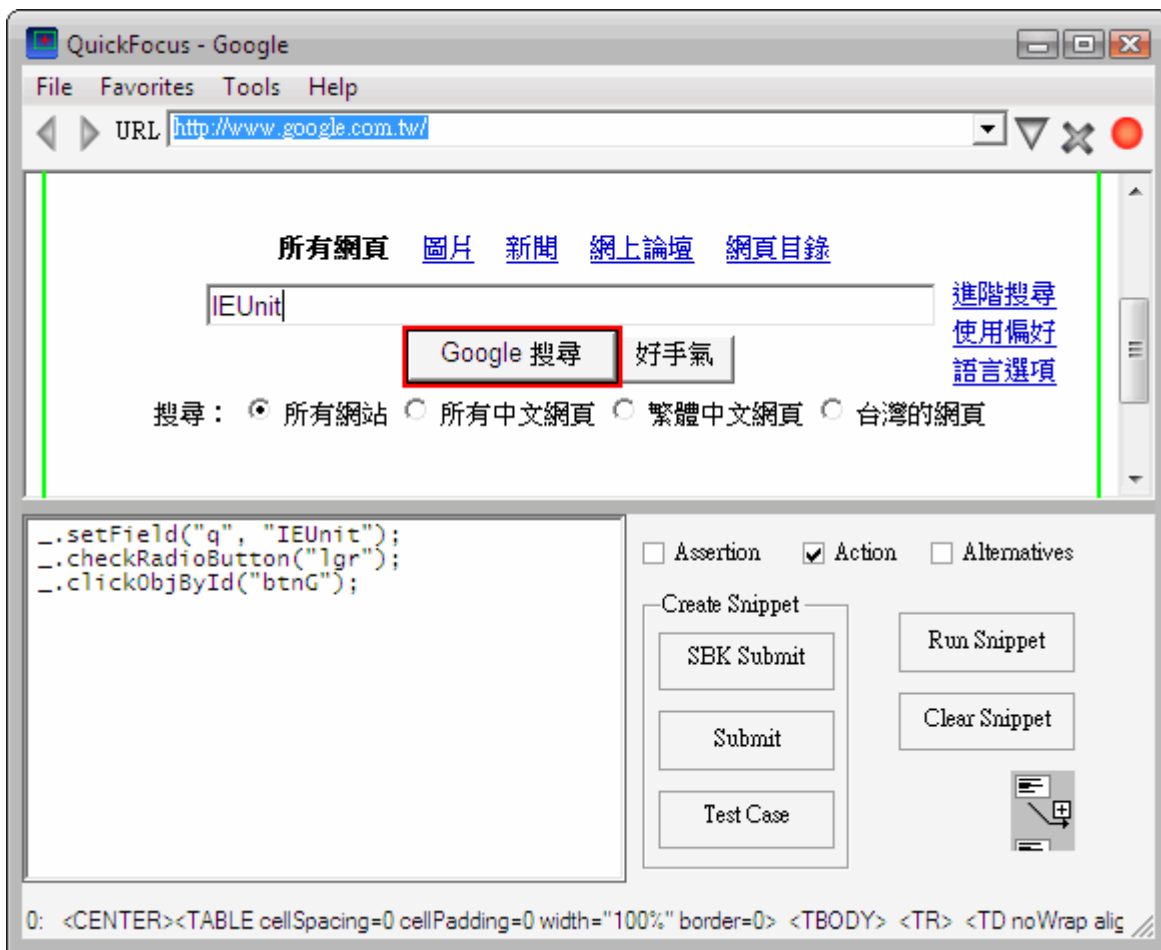 QuickFocus - Google
File Favorites Tools Help
URL http://www.google.com.tw/
所有網頁 圖片 新聞 網上論壇 網頁目錄
IEUnit
進階搜尋
使用偏好
語言選項
Google 搜尋 好手氣
搜尋： 所有網站 所有中文網頁 繁體中文網頁 台灣的網頁
_.setField("q", "IEUnit");
_.checkRadioButton("lgr");
_.clickObjById("btnG");
Assertion Action Alternatives
Create Snippet
SBK Submit
Submit
Test Case
Run Snippet
Clear Snippet
0: <CENTER><TABLE cellSpacing=0 cellPadding=0 width="100%" border=0> <TBODY> <TR> <TD noWrap alig